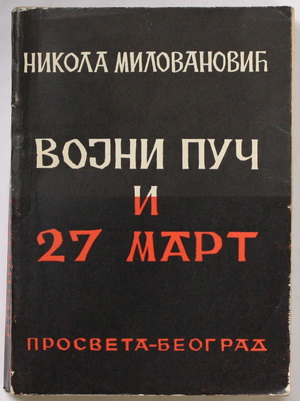 НИКОЛА МИЛОВАНОВИЋ
ВОЈНИ ПУЧ
И
27 МАРТ
ПРОСВЕТА-БЕОГРАД